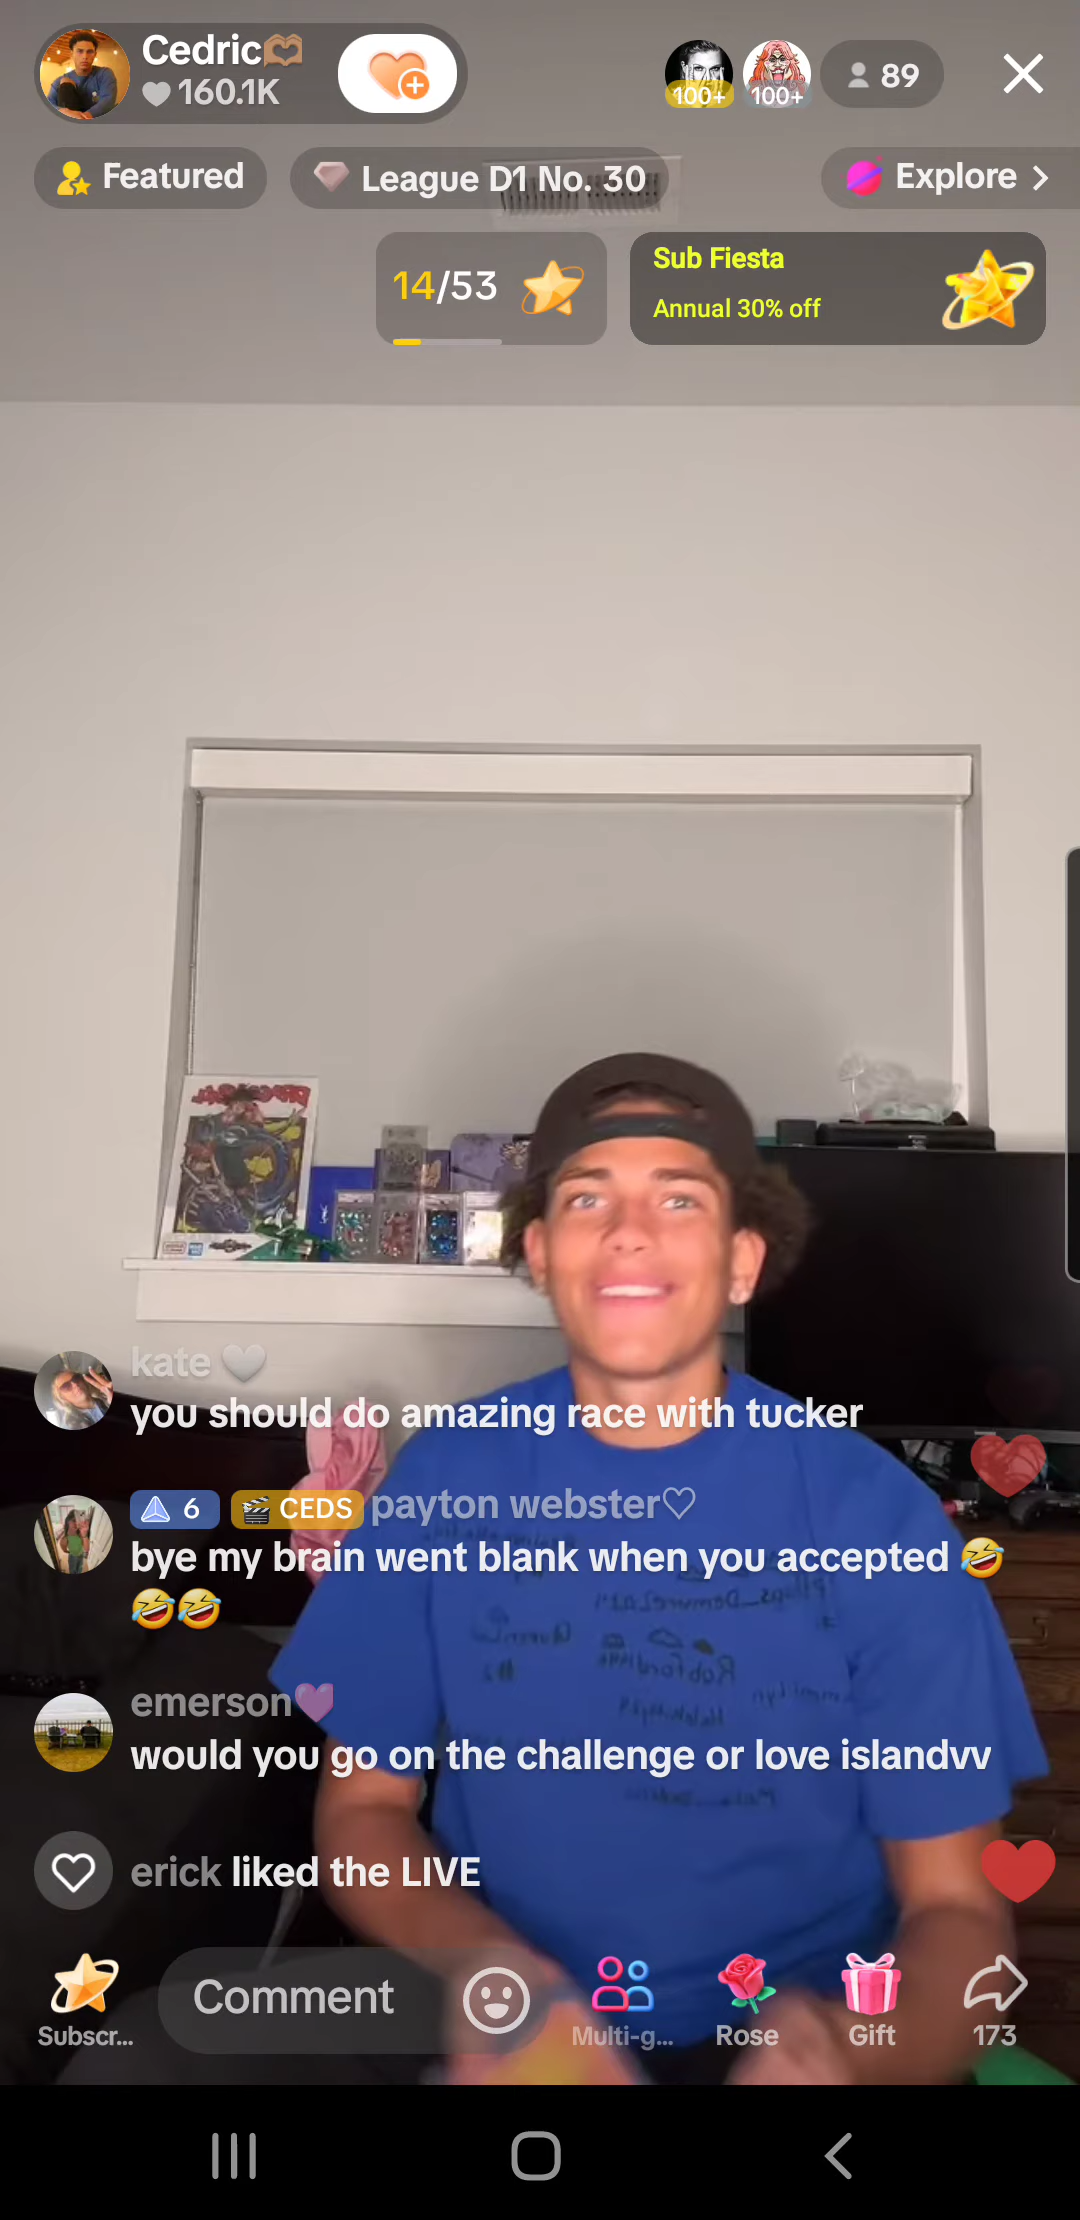 Cedric🫶🏽
160.1K
100+
100+
89
Featured
League D1 No. 30
Explore
14/53
Sub Fiesta
Annual 30% off
kate 🤍
you should do amazing race with tucker
6
CEDS
payton webster♡
bye my brain went blank when you accepted 🤣
🤣🤣
emerson💜
would you go on the challenge or love islandvv
erick liked the LIVE
Subscr...
Comment
Multi-g...
Rose
Gift
173